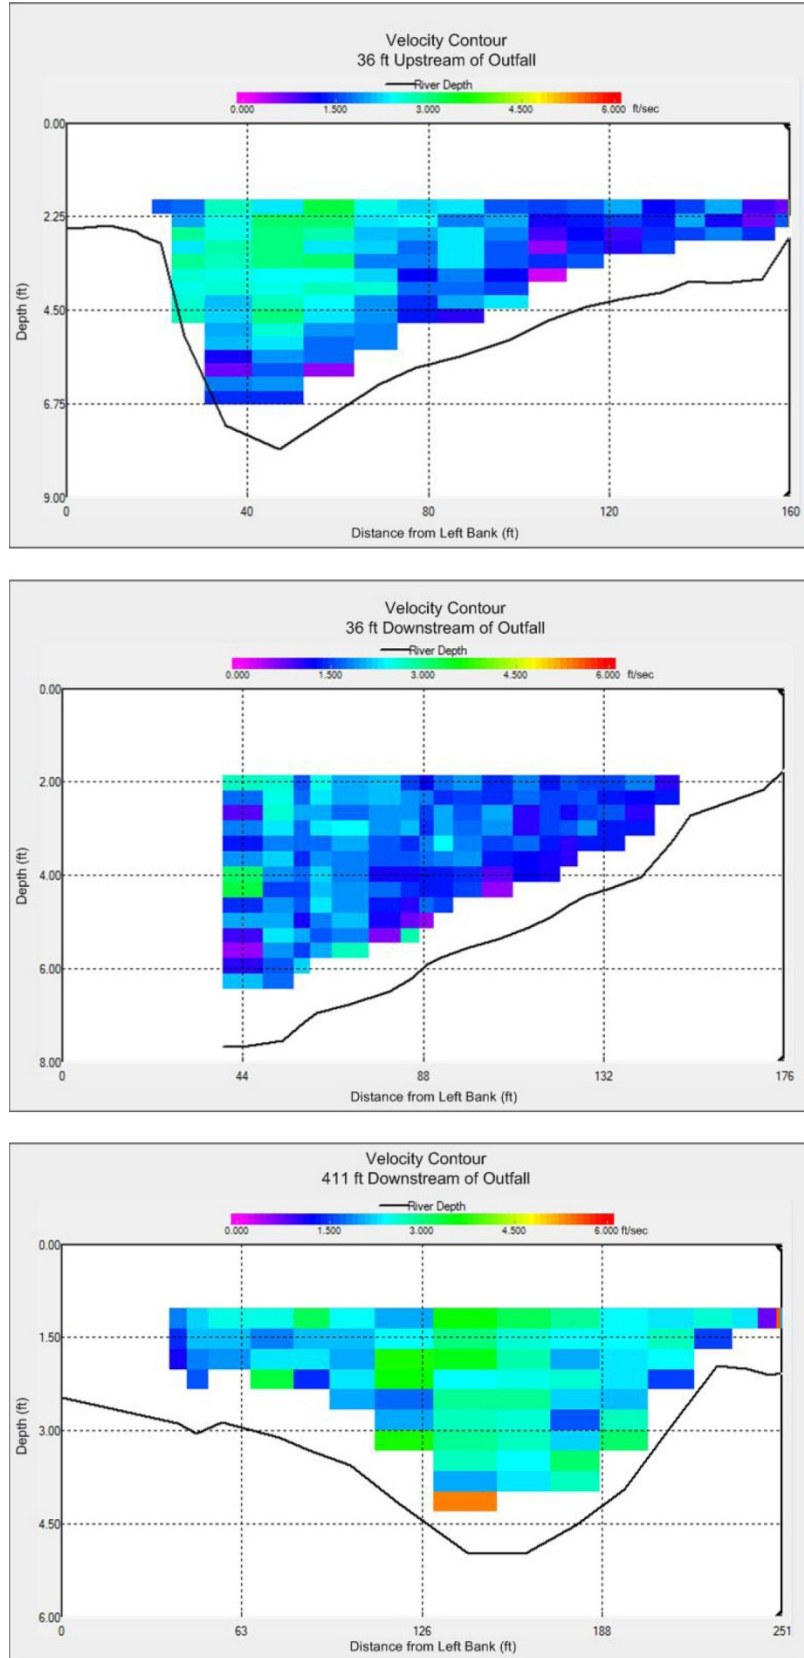 Velocity Contour
36 ft Upstream of Outfall
River Depth
0.000 1.500 3.000 4.500 6.000 ft/sec
0.00
2.25
4.50
6.75
9.00
Depth (ft)
0 40 80 120 160
Distance from Left Bank (ft)
Velocity Contour
36 ft Downstream of Outfall
River Depth
0.000 1.500 3.000 4.500 6.000 ft/sec
0.00
2.00
4.00
6.00
8.00
Depth (ft)
0 44 88 132 176
Distance from Left Bank (ft)
Velocity Contour
411 ft Downstream of Outfall
River Depth
0.000 1.500 3.000 4.500 6.000 ft/sec
0.00
1.50
3.00
4.50
6.00
Depth (ft)
0 63 126 188 251
Distance from Left Bank (ft)